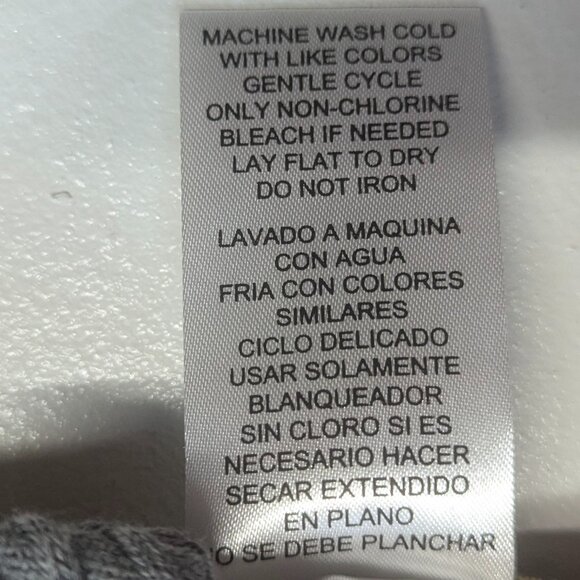 MACHINE WASH COLD
WITH LIKE COLORS
GENTLE CYCLE
ONLY NON-CHLORINE
BLEACH IF NEEDED
LAY FLAT TO DRY
DO NOT IRON
LAVADO A MAQUINA
CON AGUA
FRIA CON COLORES
SIMILARES
CICLO DELICADO
USAR SOLAMENTE
BLANQUEADOR
SIN CLORO SI ES
NECESARIO HACER
SECAR EXTENDIDO
EN PLANO
SE DEBE PLANCHAR